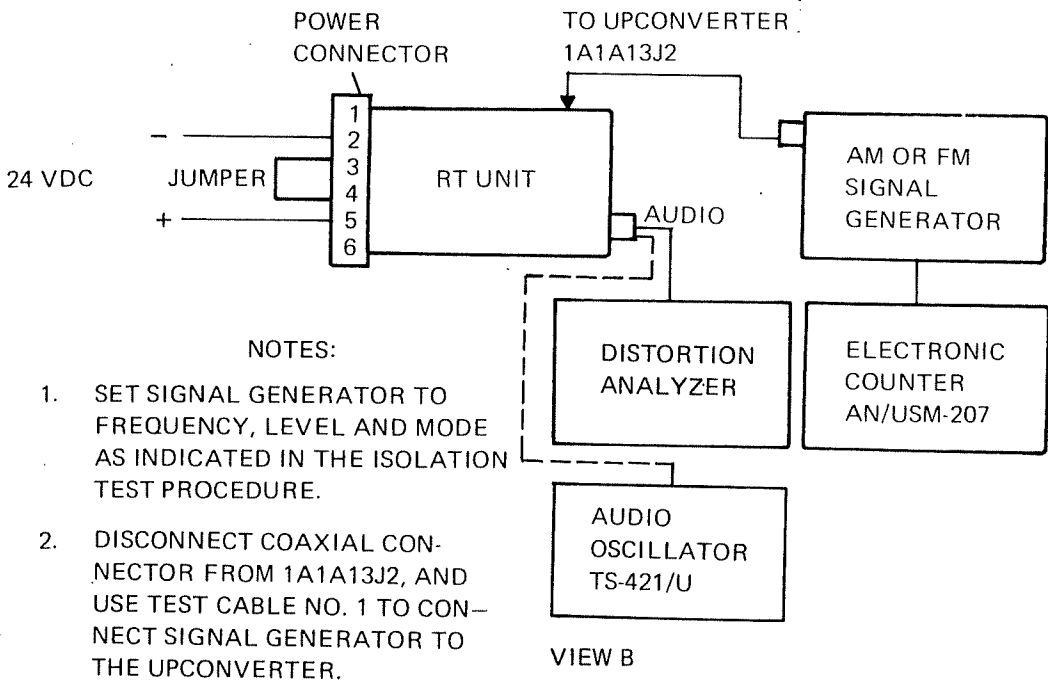 POWER
CONNECTOR
TO UPCONVERTER
1A1A13J2
1
2
3
4
5
6
−
24 VDC
JUMPER
+
RT UNIT
AUDIO
AM OR FM
SIGNAL
GENERATOR
DISTORTION
ANALYZER
ELECTRONIC
COUNTER
AN/USM-207
AUDIO
OSCILLATOR
TS-421/U
NOTES:
1. SET SIGNAL GENERATOR TO
FREQUENCY, LEVEL AND MODE
AS INDICATED IN THE ISOLATION
TEST PROCEDURE.
2. DISCONNECT COAXIAL CON-
NECTOR FROM 1A1A13J2, AND
USE TEST CABLE NO. 1 TO CON—
NECT SIGNAL GENERATOR TO
THE UPCONVERTER.
VIEW B